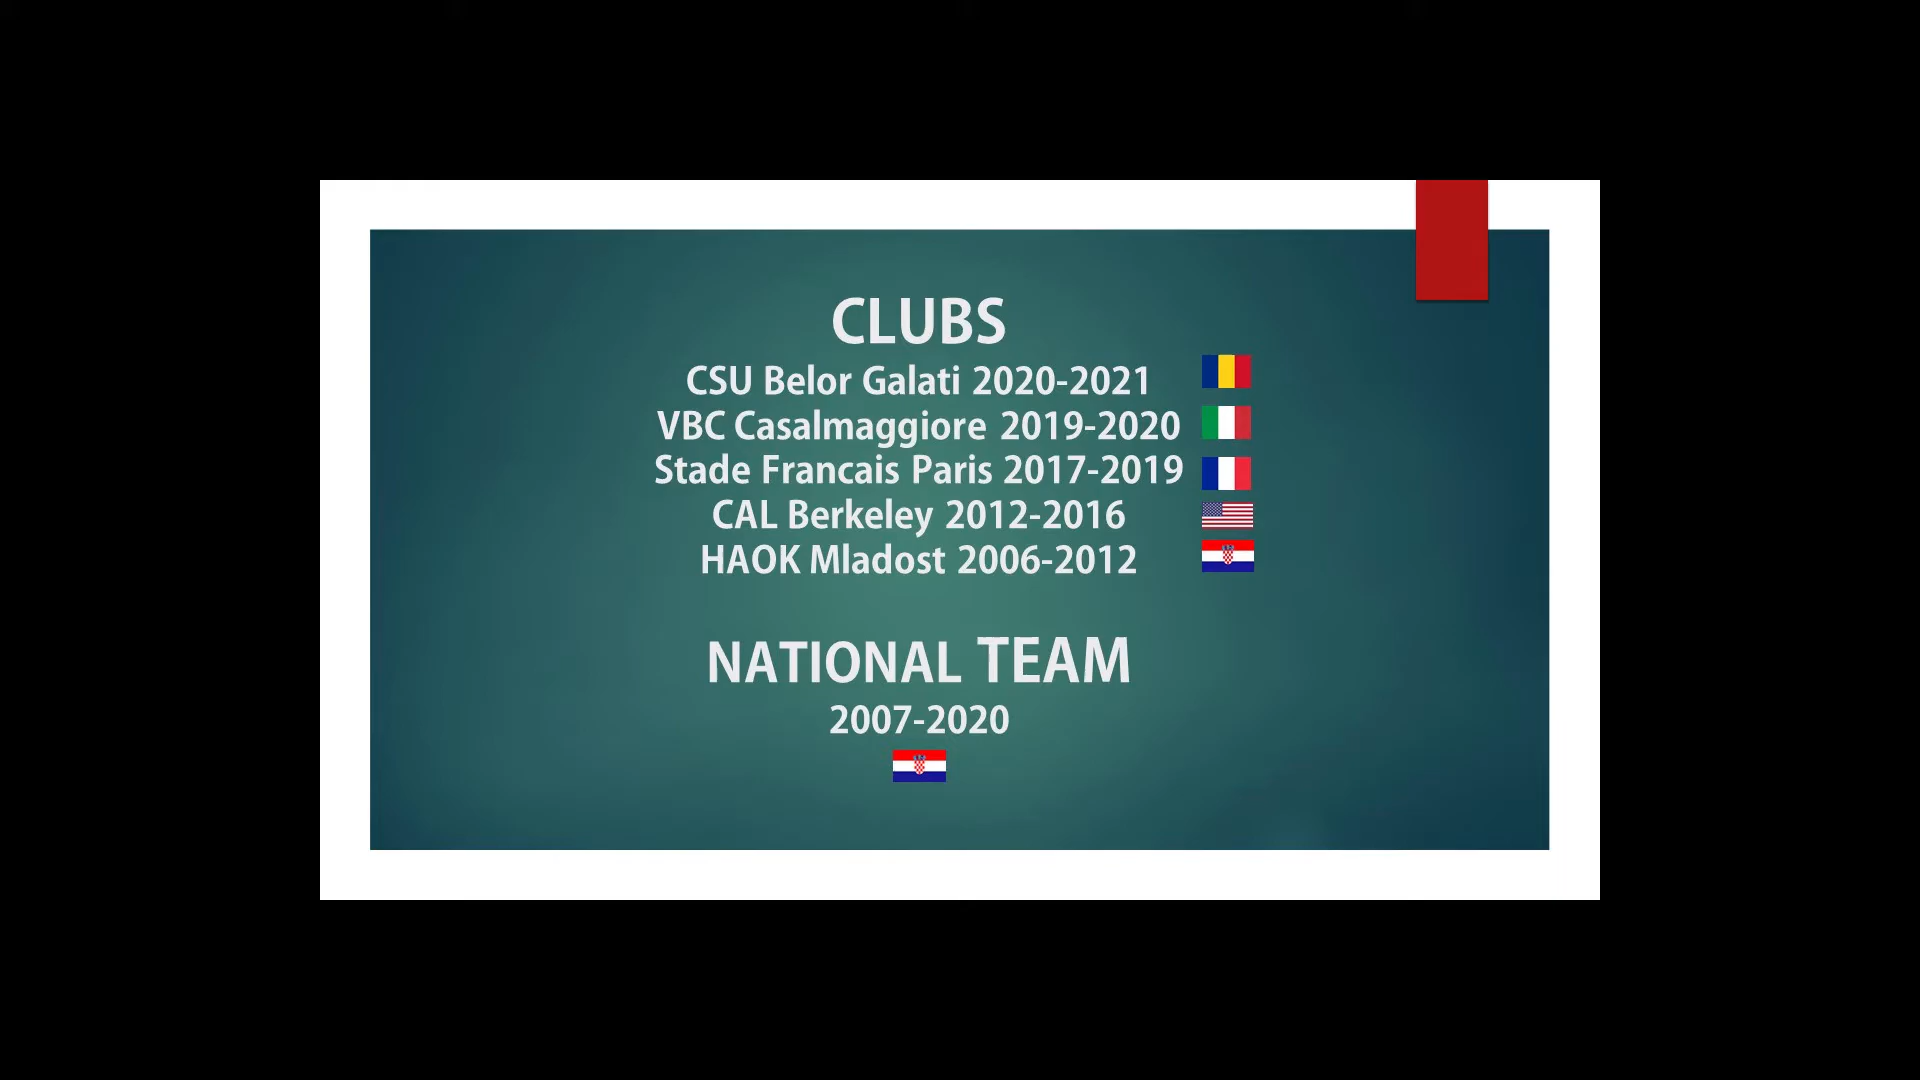 CLUBS
CSU Belor Galati 2020-2021
VBC Casalmaggiore 2019-2020
Stade Francais Paris 2017-2019
CAL Berkeley 2012-2016
HAOK Mladost 2006-2012
NATIONAL TEAM
2007-2020